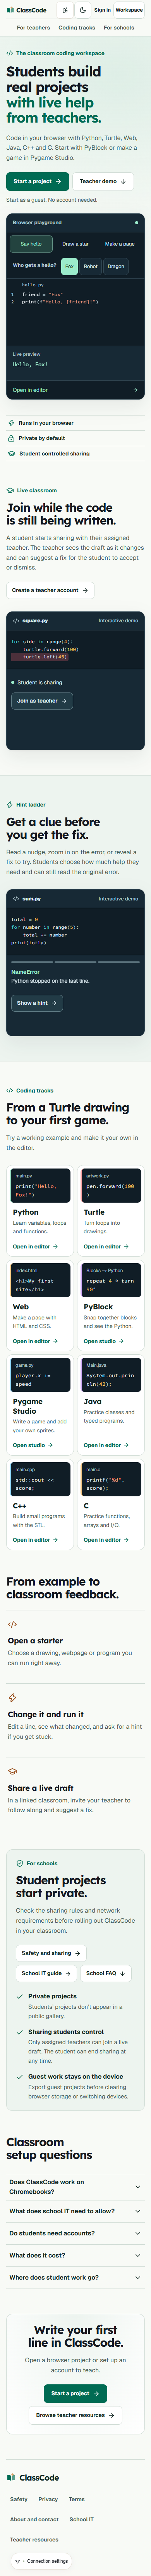 ClassCode
Sign in
Workspace
For teachers
Coding tracks
For schools
The classroom coding workspace
Students build
real projects
with live help
from teachers.
Code in your browser with Python, Turtle, Web,
Java, C++ and C. Start with PyBlock or make a
game in Pygame Studio.
Start a project
Teacher demo
Start as a guest. No account needed.
Browser playground
Say hello
Draw a star
Make a page
Who gets a hello?
Fox
Robot
Dragon
hello.py
1 friend = "Fox"
2 print(f"Hello, {friend}!")
Live preview
Hello, Fox!
Open in editor
Runs in your browser
Private by default
Student controlled sharing
Live classroom
Join while the code
is still being written.
A student starts sharing with their assigned
teacher. The teacher sees the draft as it changes
and can suggest a fix for the student to accept
or dismiss.
Create a teacher account
square.py
Interactive demo
for side in range(4):
turtle.forward(100)
turtle.left(45)
Student is sharing
Join as teacher
Hint ladder
Get a clue before
you get the fix.
Read a nudge, zoom in on the error, or reveal a
fix to try. Students choose how much help they
need and can still read the original error.
sum.py
Interactive demo
total = 0
for number in range(5):
total += number
print(totla)
NameError
Python stopped on the last line.
Show a hint
Coding tracks
From a Turtle drawing
to your first game.
Try a working example and make it your own in
the editor.
main.py
print("Hello,
Fox!")
Python
Learn variables, loops
and functions.
Open in editor
artwork.py
pen.forward(100
)
Turtle
Turn loops into
drawings.
Open in editor
index.html
<h1>My first
site</h1>
Web
Make a page with
HTML and CSS.
Open in editor
Blocks → Python
repeat 4 → turn
90°
PyBlock
Snap together blocks
and see the Python.
Open studio
game.py
player.x +=
speed
Pygame
Studio
Write a game and add
your own sprites.
Open studio
Main.java
System.out.prin
tln(42);
Java
Practice classes and
typed programs.
Open in editor
main.cpp
std::cout <<
score;
C++
Build small programs
with the STL.
Open in editor
main.c
printf("%d",
score);
C
Practice functions,
arrays and I/O.
Open in editor
From example to
classroom feedback.
Open a starter
Choose a drawing, webpage or program you
can run right away.
Change it and run it
Edit a line, see what changed, and ask for a hint
if you get stuck.
Share a live draft
In a linked classroom, invite your teacher to
follow along and suggest a fix.
For schools
Student projects
start private.
Check the sharing rules and network
requirements before rolling out ClassCode
in your classroom.
Safety and sharing
School IT guide
School FAQ
Private projects
Students' projects don't appear in a
public gallery.
Sharing students control
Only assigned teachers can join a live
draft. The student can end sharing at
any time.
Guest work stays on the device
Export guest projects before clearing
browser storage or switching devices.
Classroom
setup questions
Does ClassCode work on
Chromebooks?
What does school IT need to allow?
Do students need accounts?
What does it cost?
Where does student work go?
Write your first
line in ClassCode.
Open a browser project or set up an
account to teach.
Start a project
Browse teacher resources
ClassCode
Safety
Privacy
Terms
About and contact
School IT
Teacher resources
Connection settings